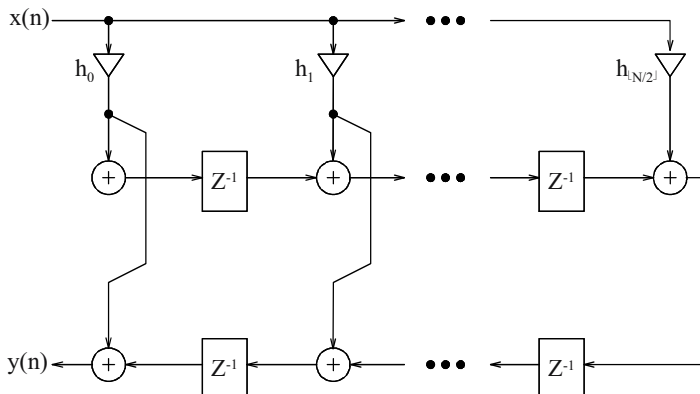 x(n)
h₀ h₁ h⌊N/2⌋
+ Z⁻¹ + Z⁻¹ +
y(n) + Z⁻¹ + Z⁻¹